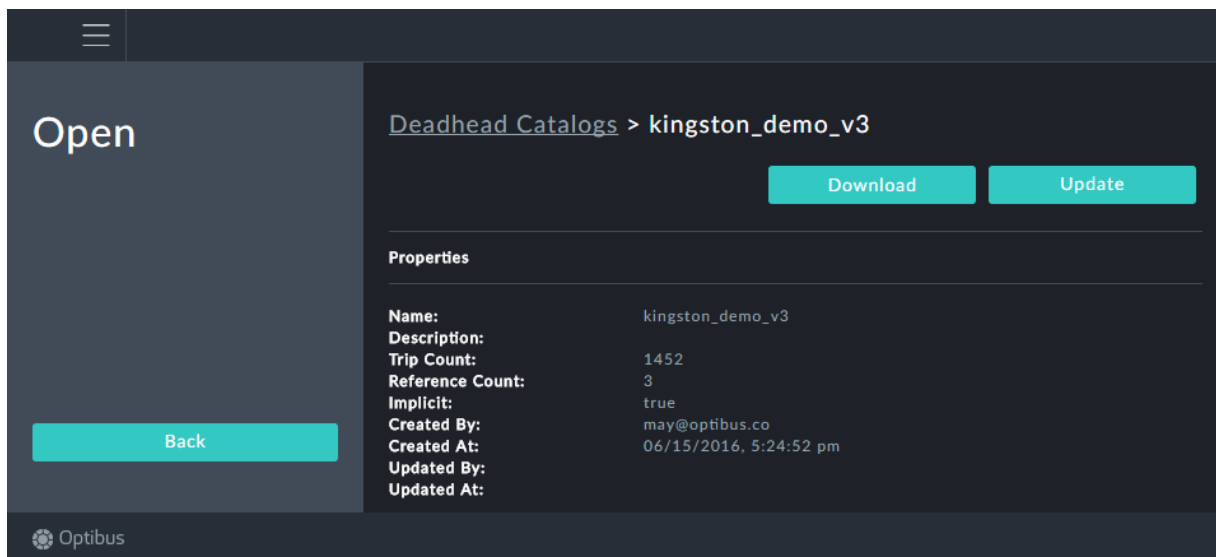 Open
Deadhead Catalogs > kingston_demo_v3
Download Update
Properties
Name: kingston_demo_v3
Description:
Trip Count: 1452
Reference Count: 3
Implicit: true
Created By: may@optibus.co
Created At: 06/15/2016, 5:24:52 pm
Updated By:
Updated At:
Back
Optibus